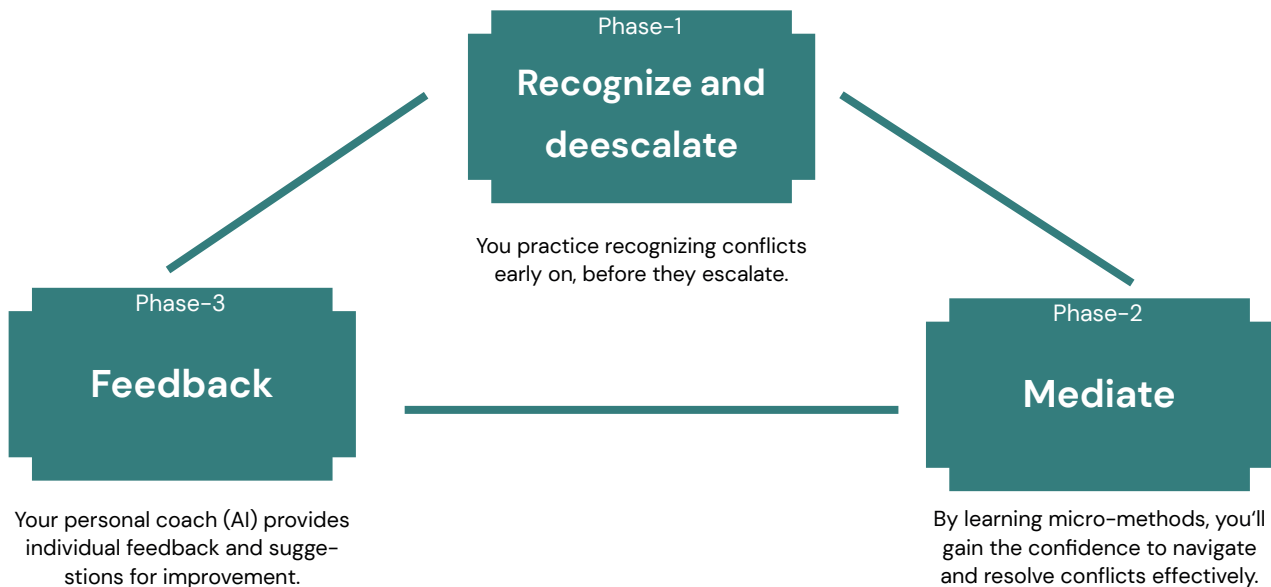 Phase-1
Recognize and
deescalate
You practice recognizing conflicts
early on, before they escalate.
Phase-2
Mediate
By learning micro-methods, you‘ll
gain the confidence to navigate
and resolve conflicts effectively.
Phase-3
Feedback
Your personal coach (AI) provides
individual feedback and sugge-
stions for improvement.